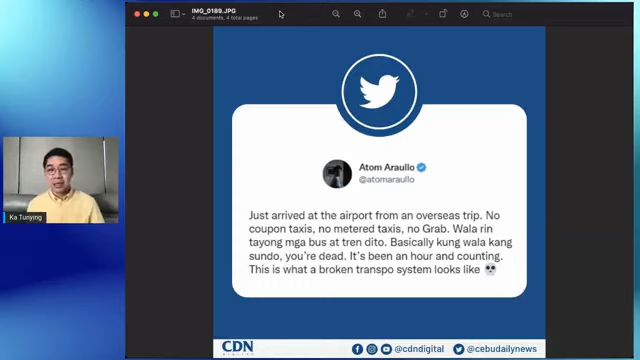 IMG_0189.JPG
4 documents, 4 total pages
Search
Atom Araullo
@atomaraullo
Just arrived at the airport from an overseas trip. No
coupon taxis, no metered taxis, no Grab. Wala rin
tayong mga bus at tren dito. Basically kung wala kang
sundo, you're dead. It's been an hour and counting.
This is what a broken transpo system looks like 💀
Ka Tunying
CDN
@cdndigital
@cebudailynews